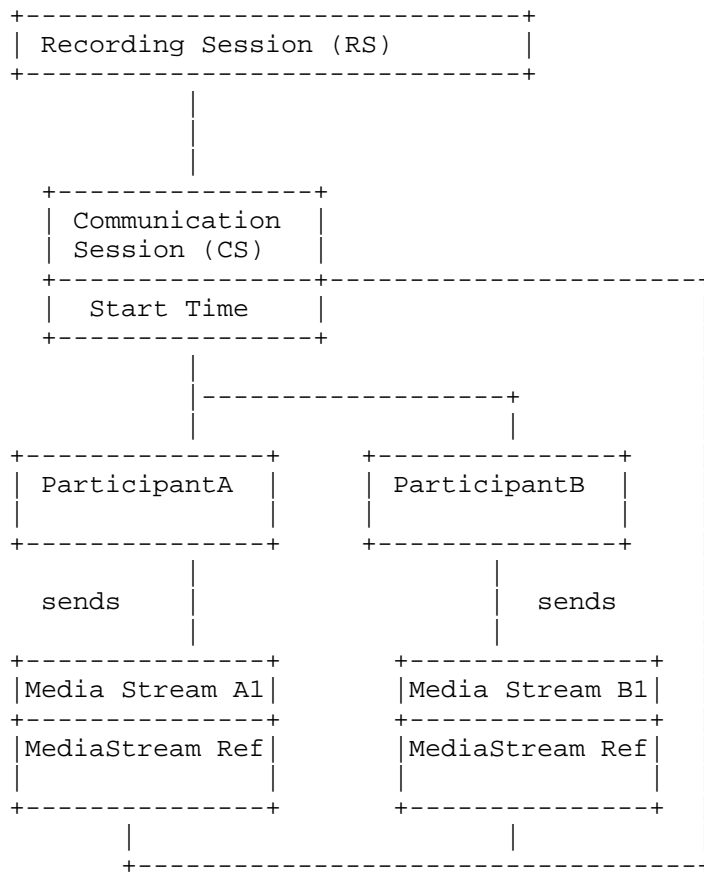 Recording Session (RS)
Communication
Session (CS)
Start Time
ParticipantA ParticipantB
sends sends
Media Stream A1 Media Stream B1
MediaStream Ref MediaStream Ref